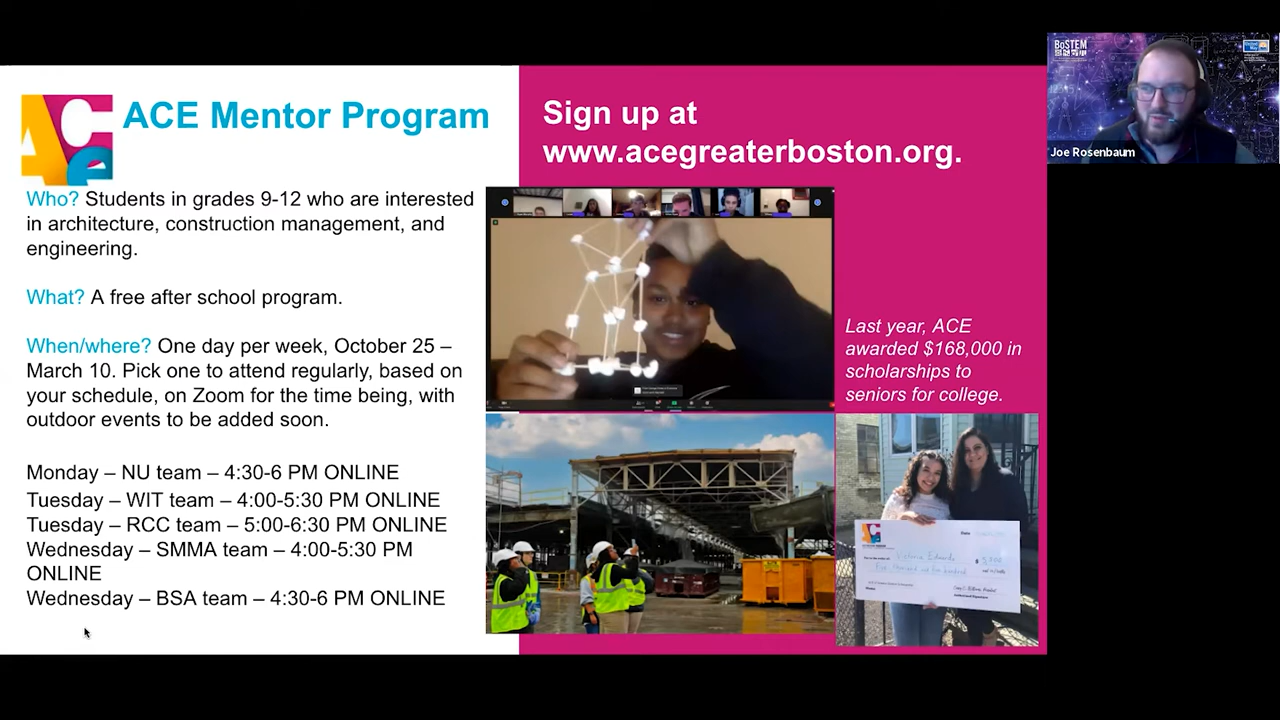 ACE Mentor Program
Who? Students in grades 9-12 who are interested
in architecture, construction management, and
engineering.
What? A free after school program.
When/where? One day per week, October 25 –
March 10. Pick one to attend regularly, based on
your schedule, on Zoom for the time being, with
outdoor events to be added soon.
Monday – NU team – 4:30-6 PM ONLINE
Tuesday – WIT team – 4:00-5:30 PM ONLINE
Tuesday – RCC team – 5:00-6:30 PM ONLINE
Wednesday – SMMA team – 4:00-5:30 PM
ONLINE
Wednesday – BSA team – 4:30-6 PM ONLINE
Sign up at
www.acegreaterboston.org.
Last year, ACE
awarded $168,000 in
scholarships to
seniors for college.
ACe
Date
Victoria Edwards
BoSTEM
Joe Rosenbaum